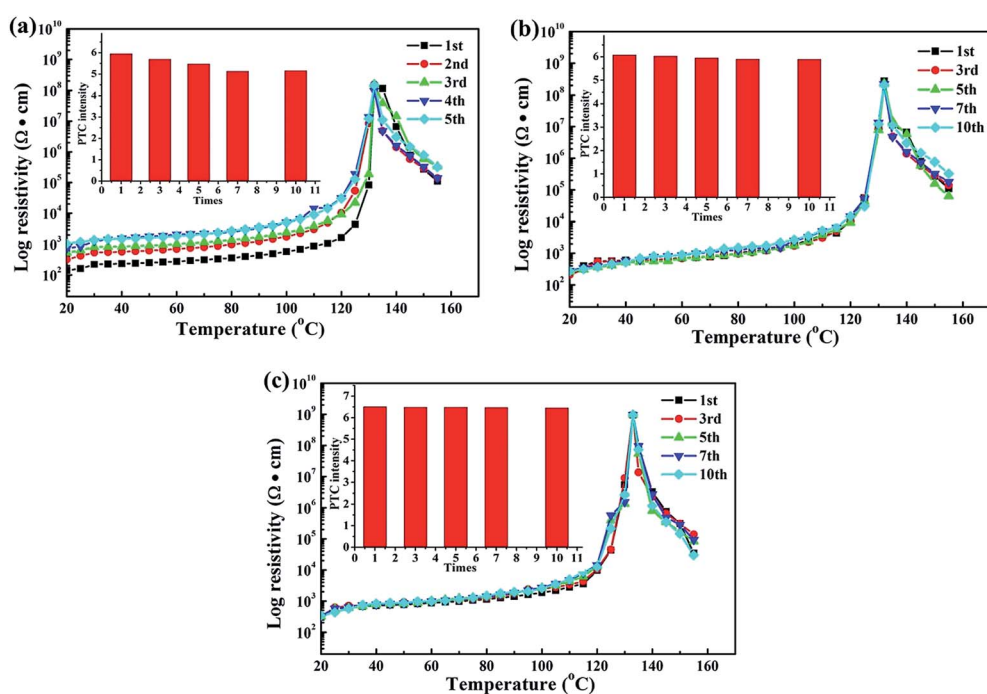 (a)
Log resistivity (Ω • cm)
10^10
10^9
10^8
10^7
10^6
10^5
10^4
10^3
10^2
20 40 60 80 100 120 140 160
Temperature (°C)
PTC intensity
6
5
4
3
2
1
0
0 1 2 3 4 5 6 7 8 9 10 11
Times
1st
2nd
3rd
4th
5th
(b)
Log resistivity (Ω • cm)
10^10
10^9
10^8
10^7
10^6
10^5
10^4
10^3
10^2
20 40 60 80 100 120 140 160
Temperature (°C)
PTC intensity
7
6
5
4
3
2
1
0
0 1 2 3 4 5 6 7 8 9 10 11
Times
1st
3rd
5th
7th
10th
(c)
Log resistivity (Ω • cm)
10^10
10^9
10^8
10^7
10^6
10^5
10^4
10^3
10^2
20 40 60 80 100 120 140 160
Temperature (°C)
PTC intensity
7
6
5
4
3
2
1
0
0 1 2 3 4 5 6 7 8 9 10 11
Times
1st
3rd
5th
7th
10th